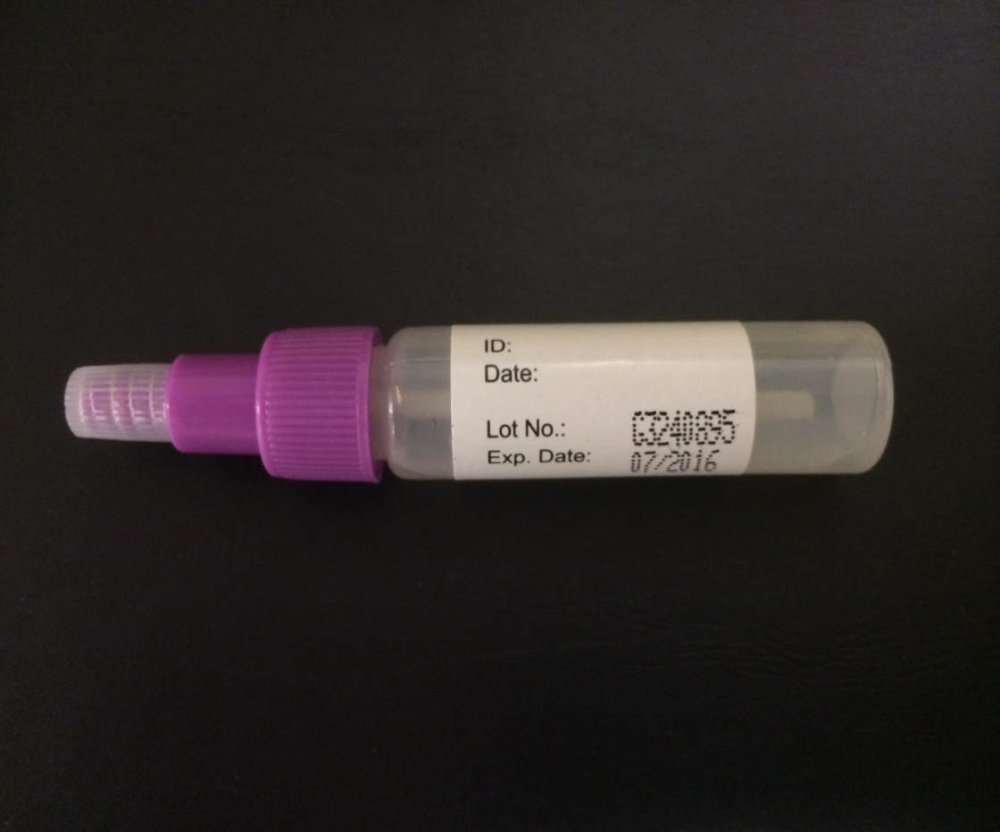 ID:
Date:
Lot No.: G3240895
Exp. Date: 07/2016